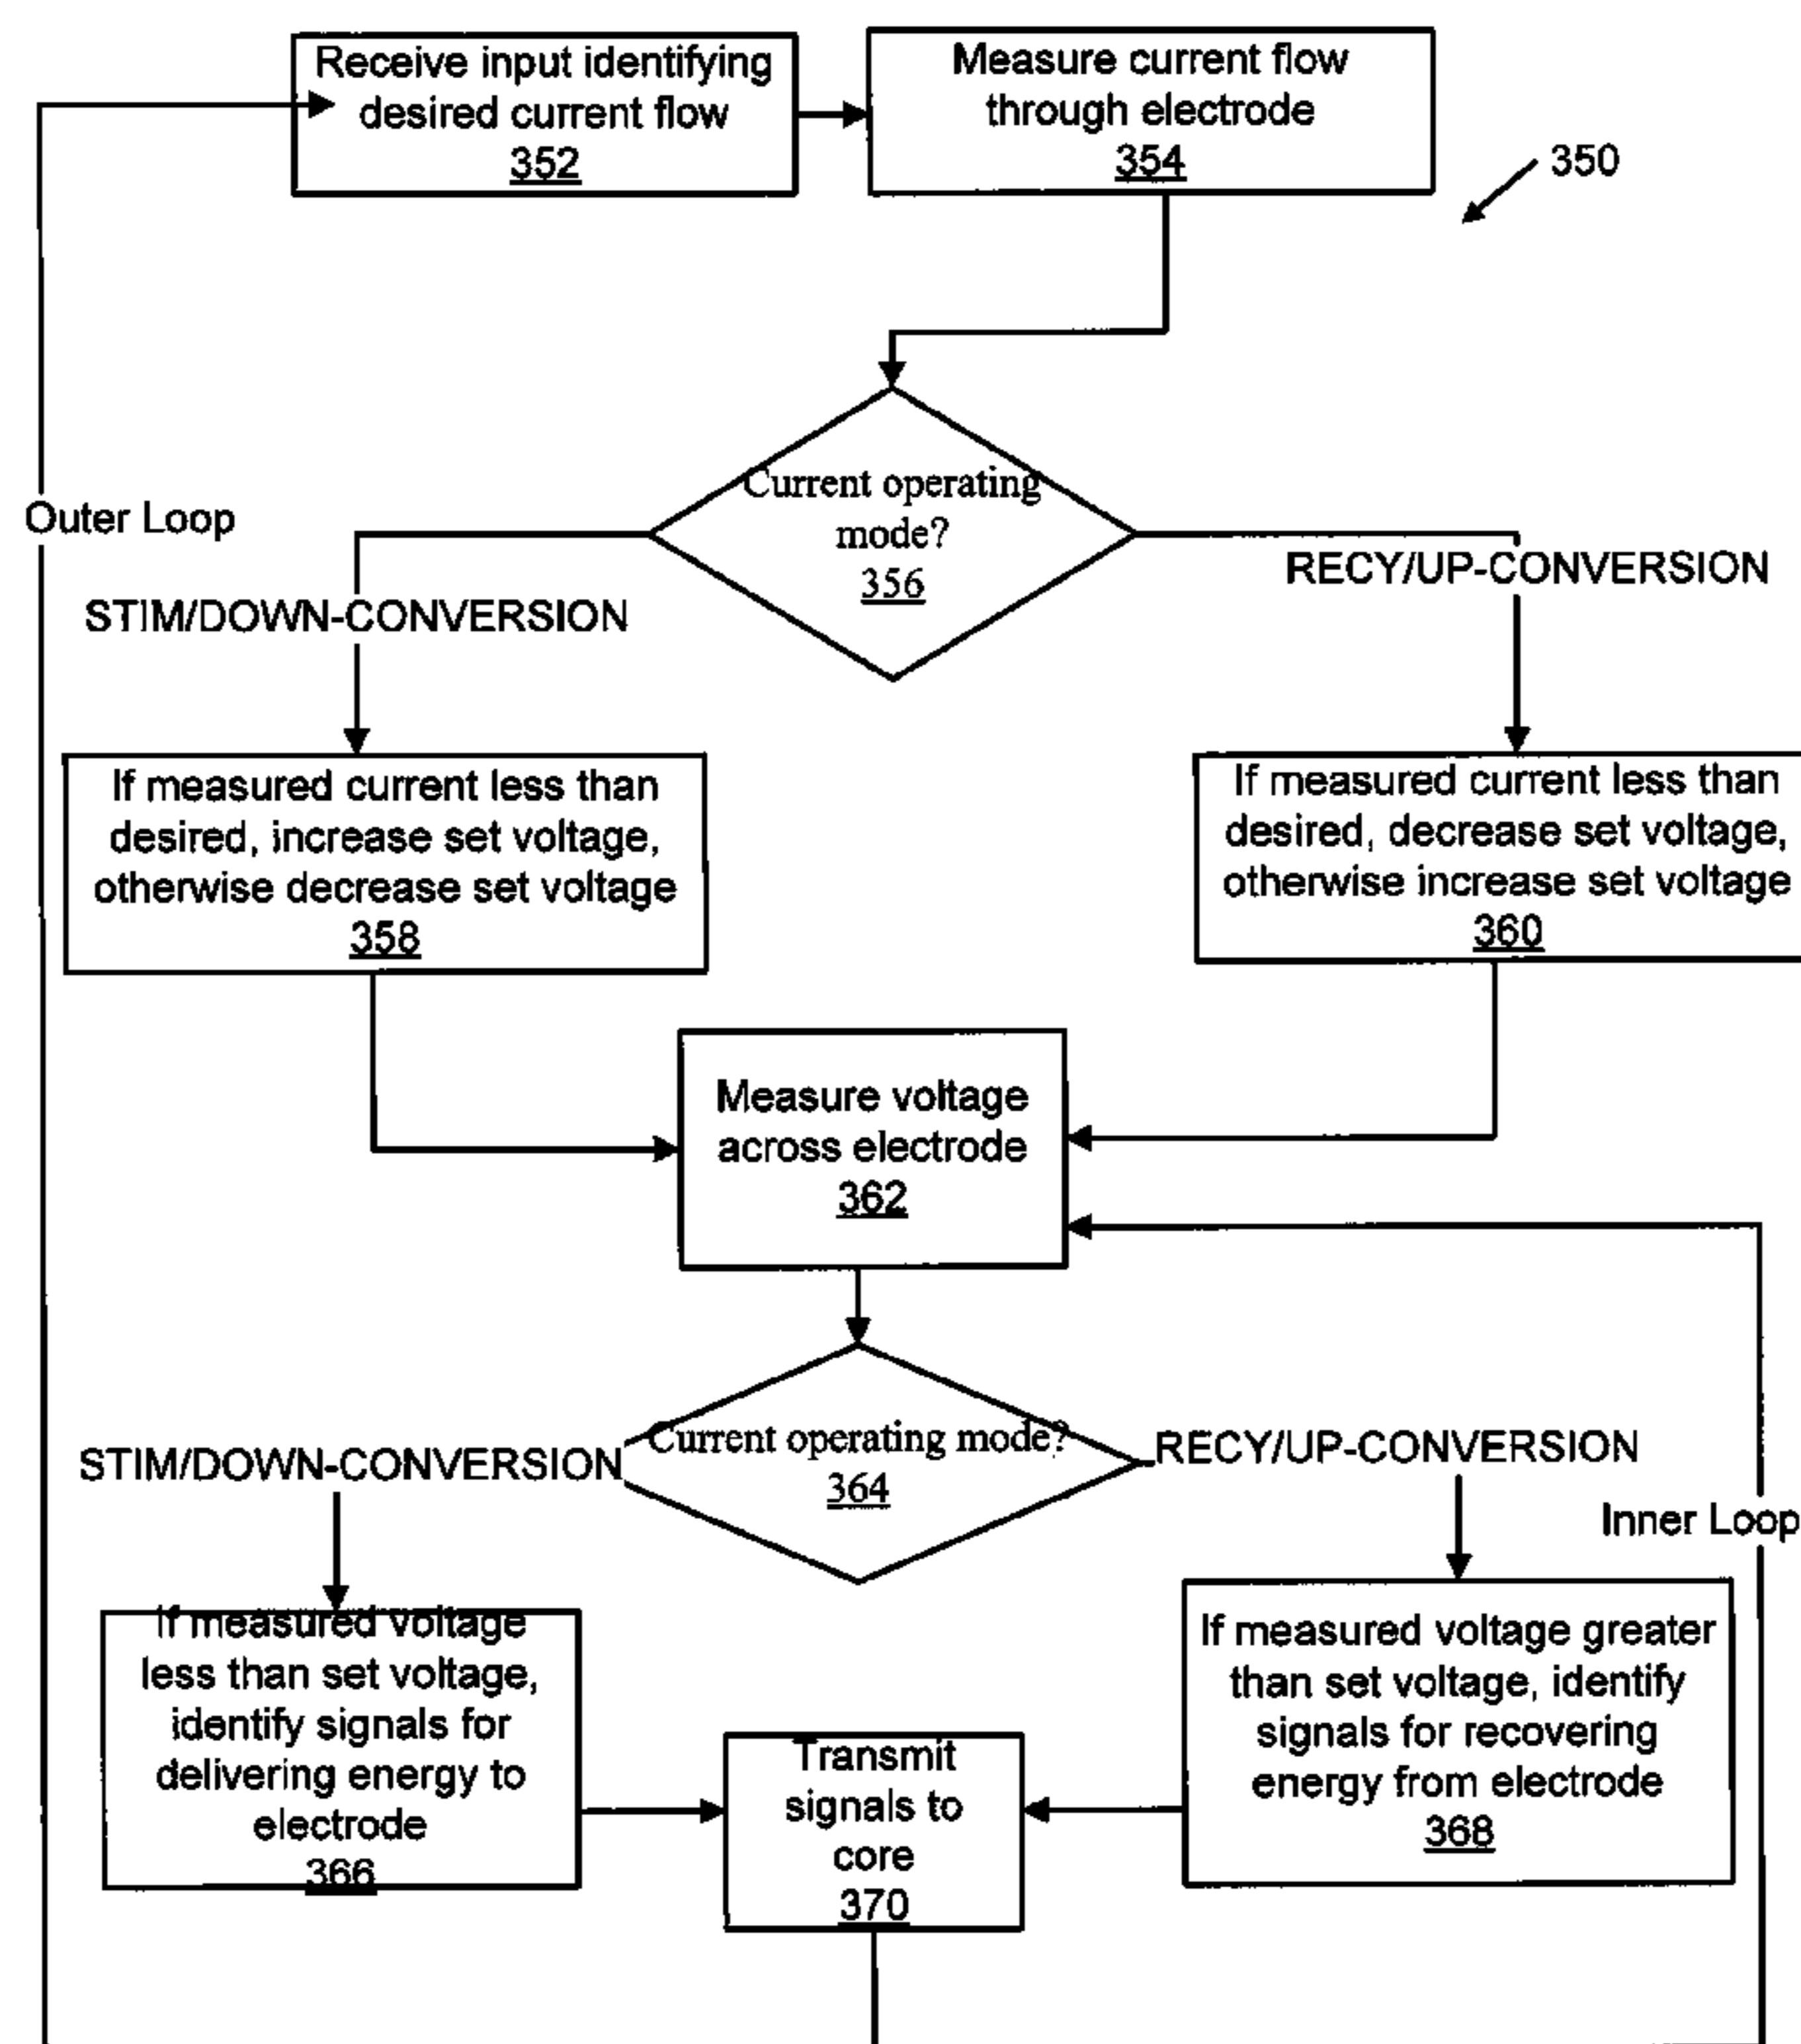 Receive input identifying
desired current flow
352
Measure current flow
through electrode
354
350
Current operating
mode?
356
Outer Loop
STIM/DOWN-CONVERSION
RECY/UP-CONVERSION
If measured current less than
desired, increase set voltage,
otherwise decrease set voltage
358
If measured current less than
desired, decrease set voltage,
otherwise increase set voltage
360
Measure voltage
across electrode
362
Current operating mode?
364
STIM/DOWN-CONVERSION
RECY/UP-CONVERSION
Inner Loop
If measured voltage
less than set voltage,
identify signals for
delivering energy to
electrode
366
Transmit
signals to
core
370
If measured voltage greater
than set voltage, identify
signals for recovering
energy from electrode
368